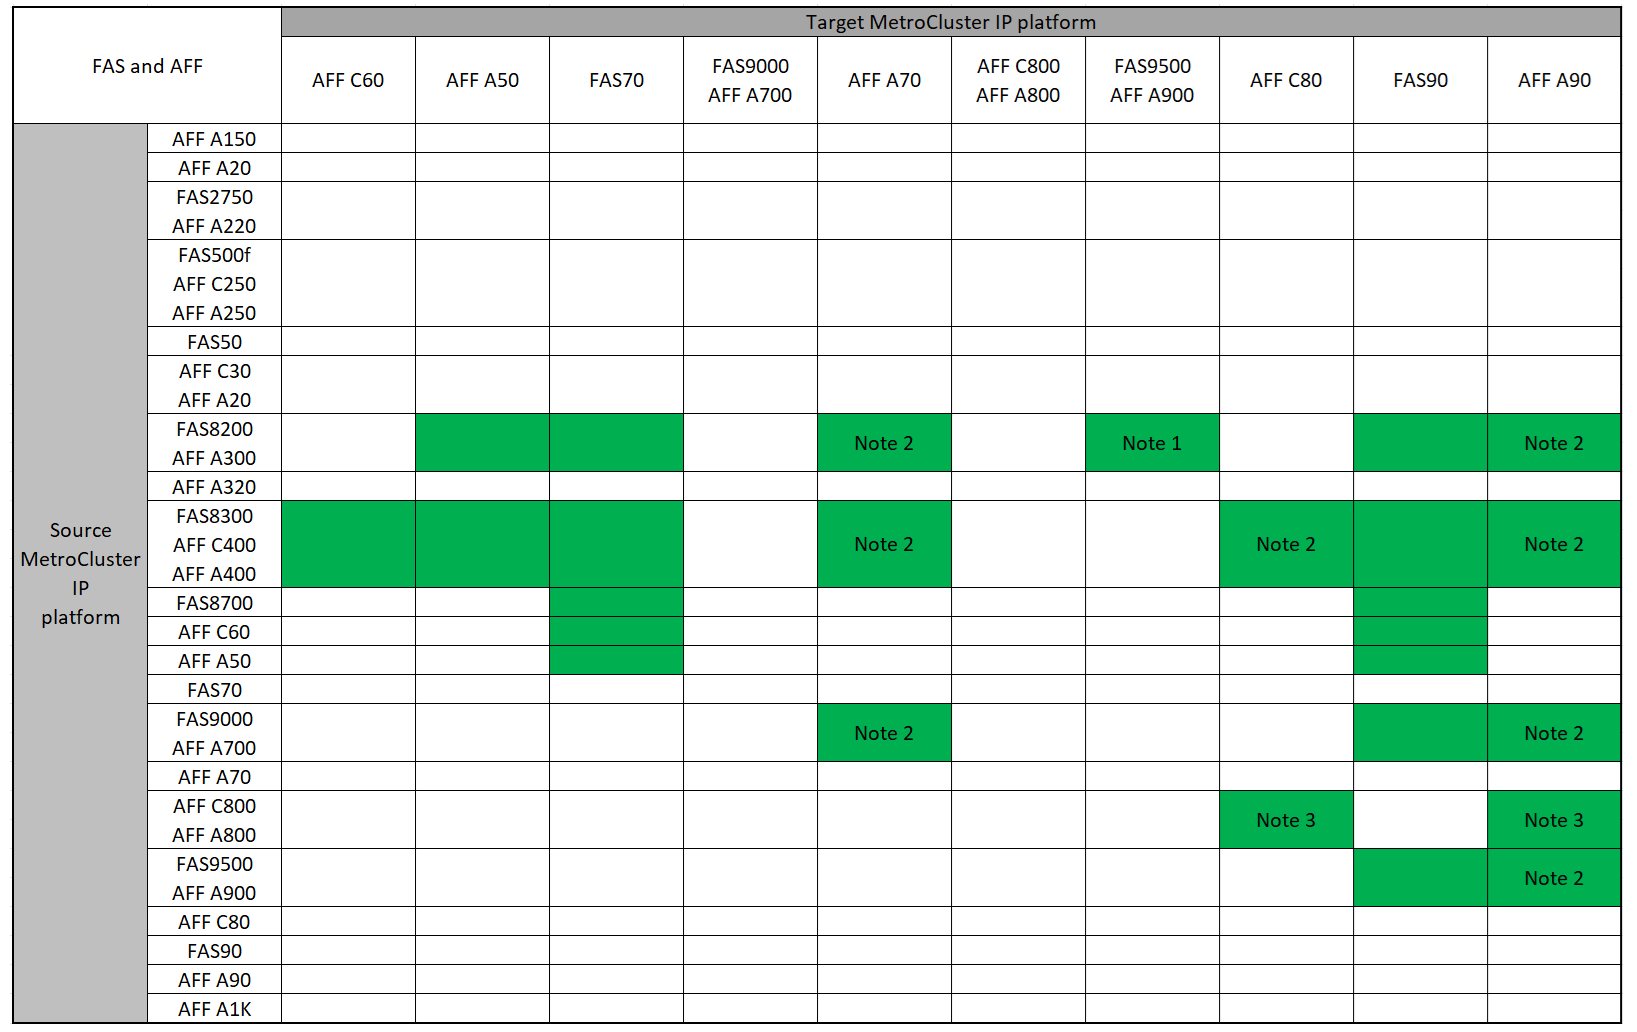 Target MetroCluster IP platform
FAS and AFF
AFF C60
AFF A50
FAS70
FAS9000
AFF A700
AFF A70
AFF C800
AFF A800
FAS9500
AFF A900
AFF C80
FAS90
AFF A90
Source
MetroCluster
IP
platform
AFF A150
AFF A20
FAS2750
AFF A220
FAS500f
AFF C250
AFF A250
FAS50
AFF C30
AFF A20
FAS8200
AFF A300
Note 2
Note 1
Note 2
AFF A320
FAS8300
AFF C400
AFF A400
Note 2
Note 2
Note 2
FAS8700
AFF C60
AFF A50
FAS70
FAS9000
AFF A700
Note 2
Note 2
AFF A70
AFF C800
AFF A800
Note 3
Note 3
FAS9500
AFF A900
Note 2
AFF C80
FAS90
AFF A90
AFF A1K